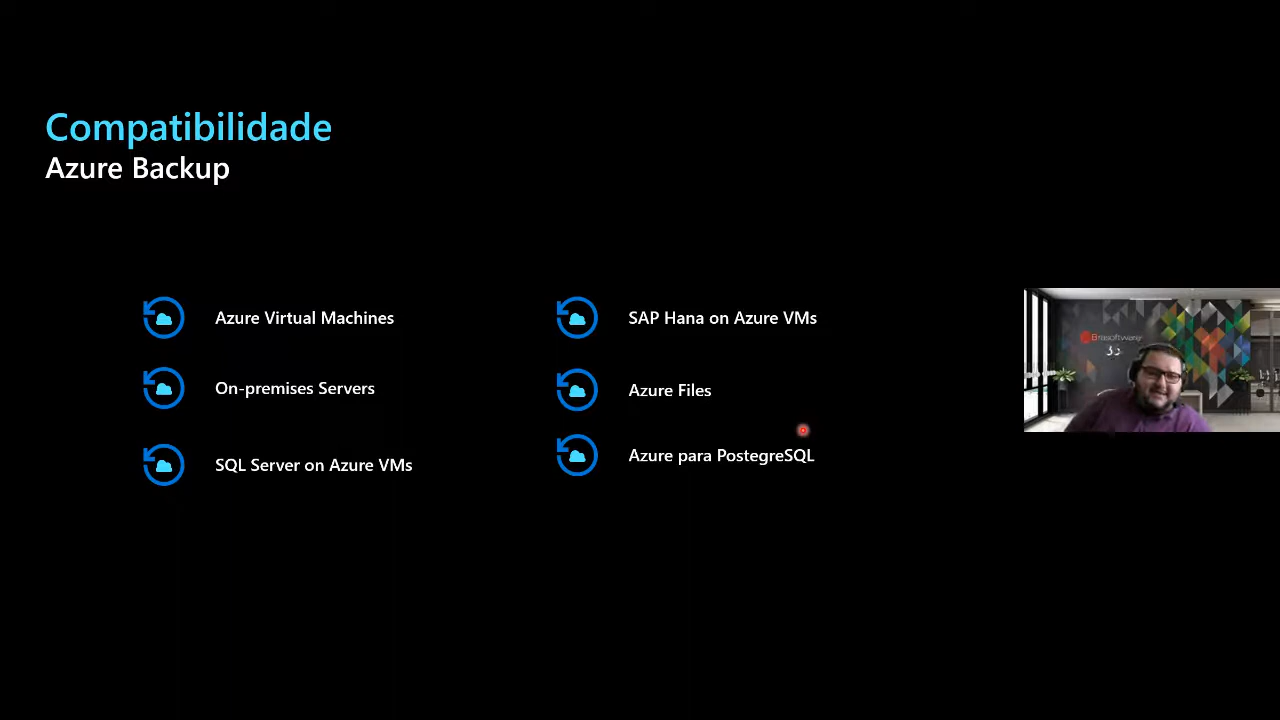 Compatibilidade
Azure Backup
Azure Virtual Machines
On-premises Servers
SQL Server on Azure VMs
SAP Hana on Azure VMs
Azure Files
Azure para PostegreSQL
Brasoftware